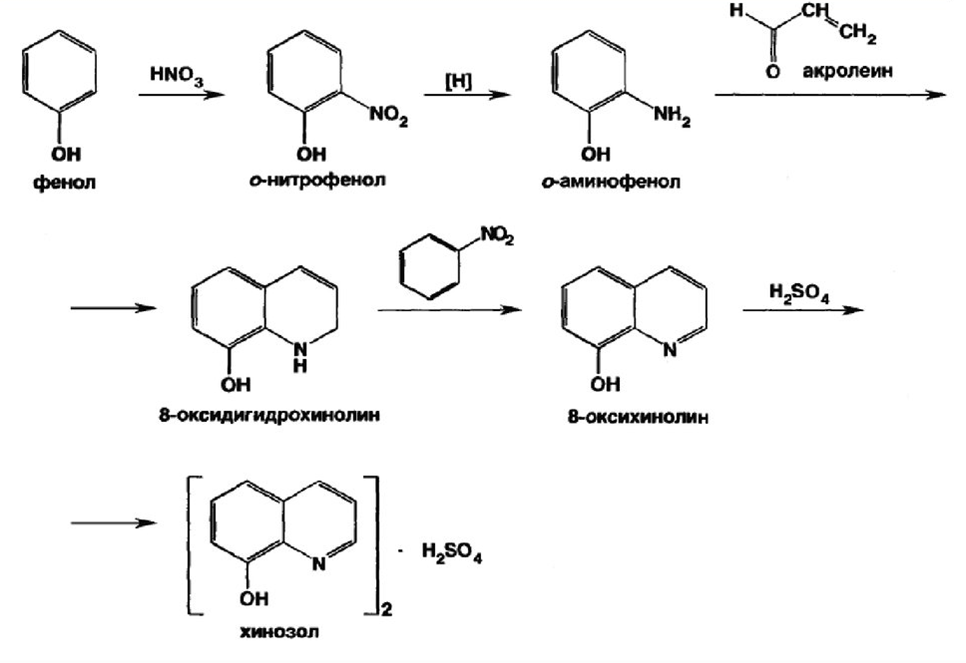 H CH CH₂
HNO₃ [H] O акролеин
NO₂ NH₂
OH OH OH
фенол о-нитрофенол о-аминофенол
NO₂
H₂SO₄
N H N
OH OH
8-оксидигидрохинолин 8-оксихинолин
N H₂SO₄
OH 2
хинозол